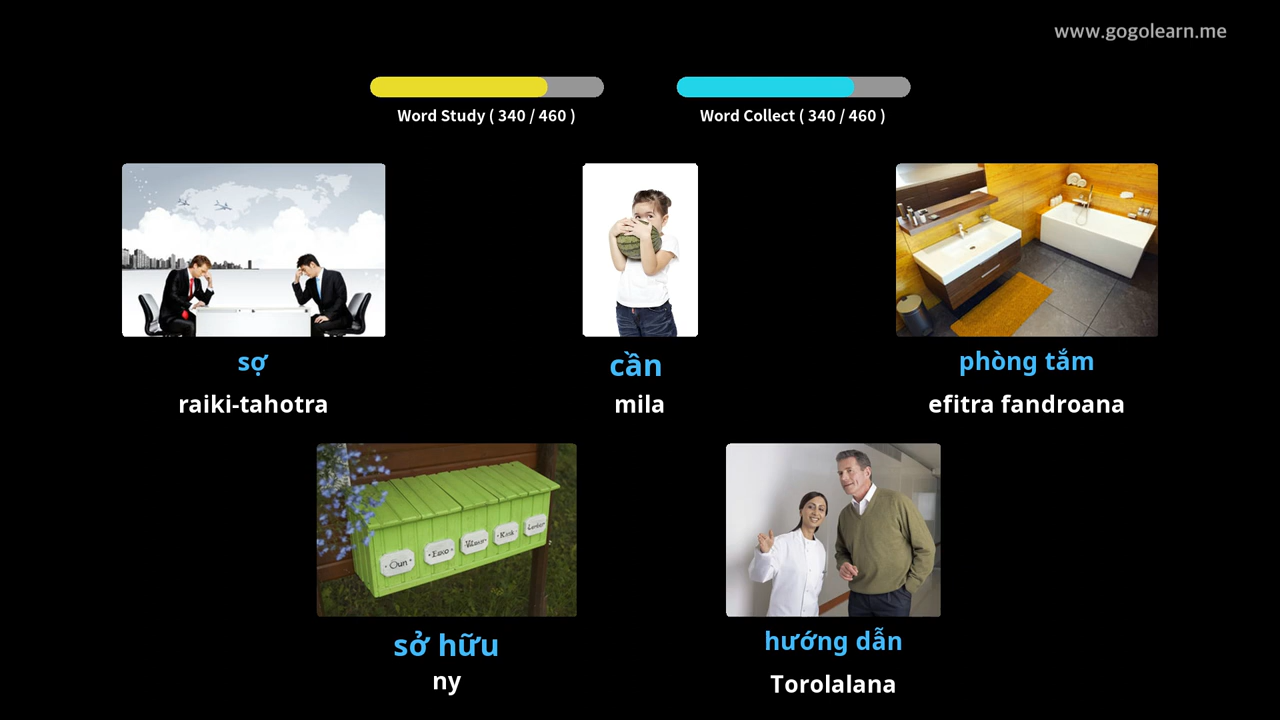 www.gogolearn.me
Word Study ( 340 / 460 )
Word Collect ( 340 / 460 )
sợ
raiki-tahotra
cần
mila
phòng tắm
efitra fandroana
Oun
sở hữu
ny
hướng dẫn
Torolalana